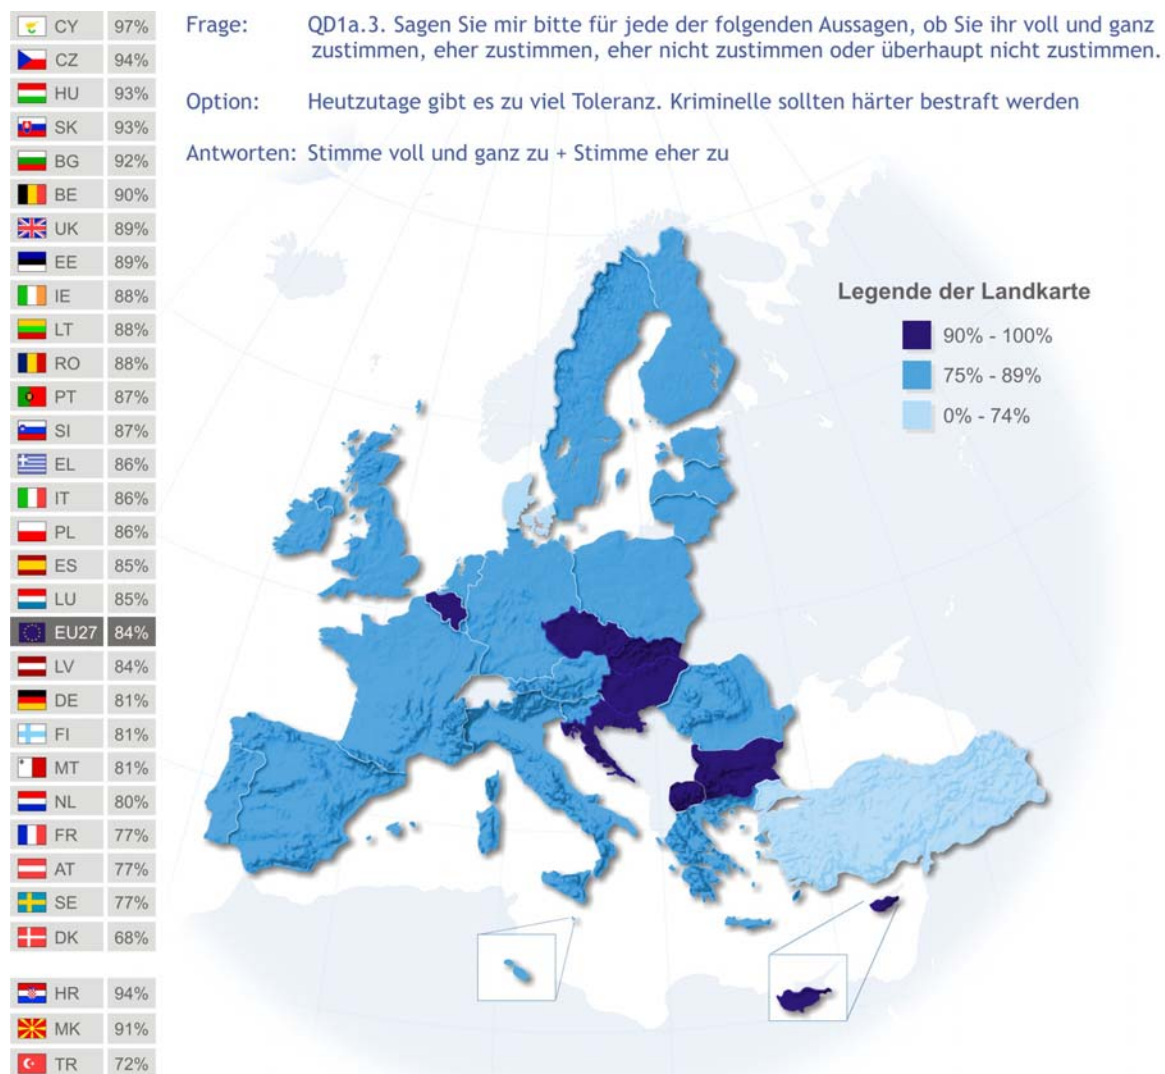 CY 97%
CZ 94%
HU 93%
SK 93%
BG 92%
BE 90%
UK 89%
EE 89%
IE 88%
LT 88%
RO 88%
PT 87%
SI 87%
EL 86%
IT 86%
PL 86%
ES 85%
LU 85%
EU27 84%
LV 84%
DE 81%
FI 81%
MT 81%
NL 80%
FR 77%
AT 77%
SE 77%
DK 68%
HR 94%
MK 91%
TR 72%
Frage: QD1a.3. Sagen Sie mir bitte für jede der folgenden Aussagen, ob Sie ihr voll und ganz
zustimmen, eher zustimmen, eher nicht zustimmen oder überhaupt nicht zustimmen.
Option: Heutzutage gibt es zu viel Toleranz. Kriminelle sollten härter bestraft werden
Antworten: Stimme voll und ganz zu + Stimme eher zu
Legende der Landkarte
90% - 100%
75% - 89%
0% - 74%